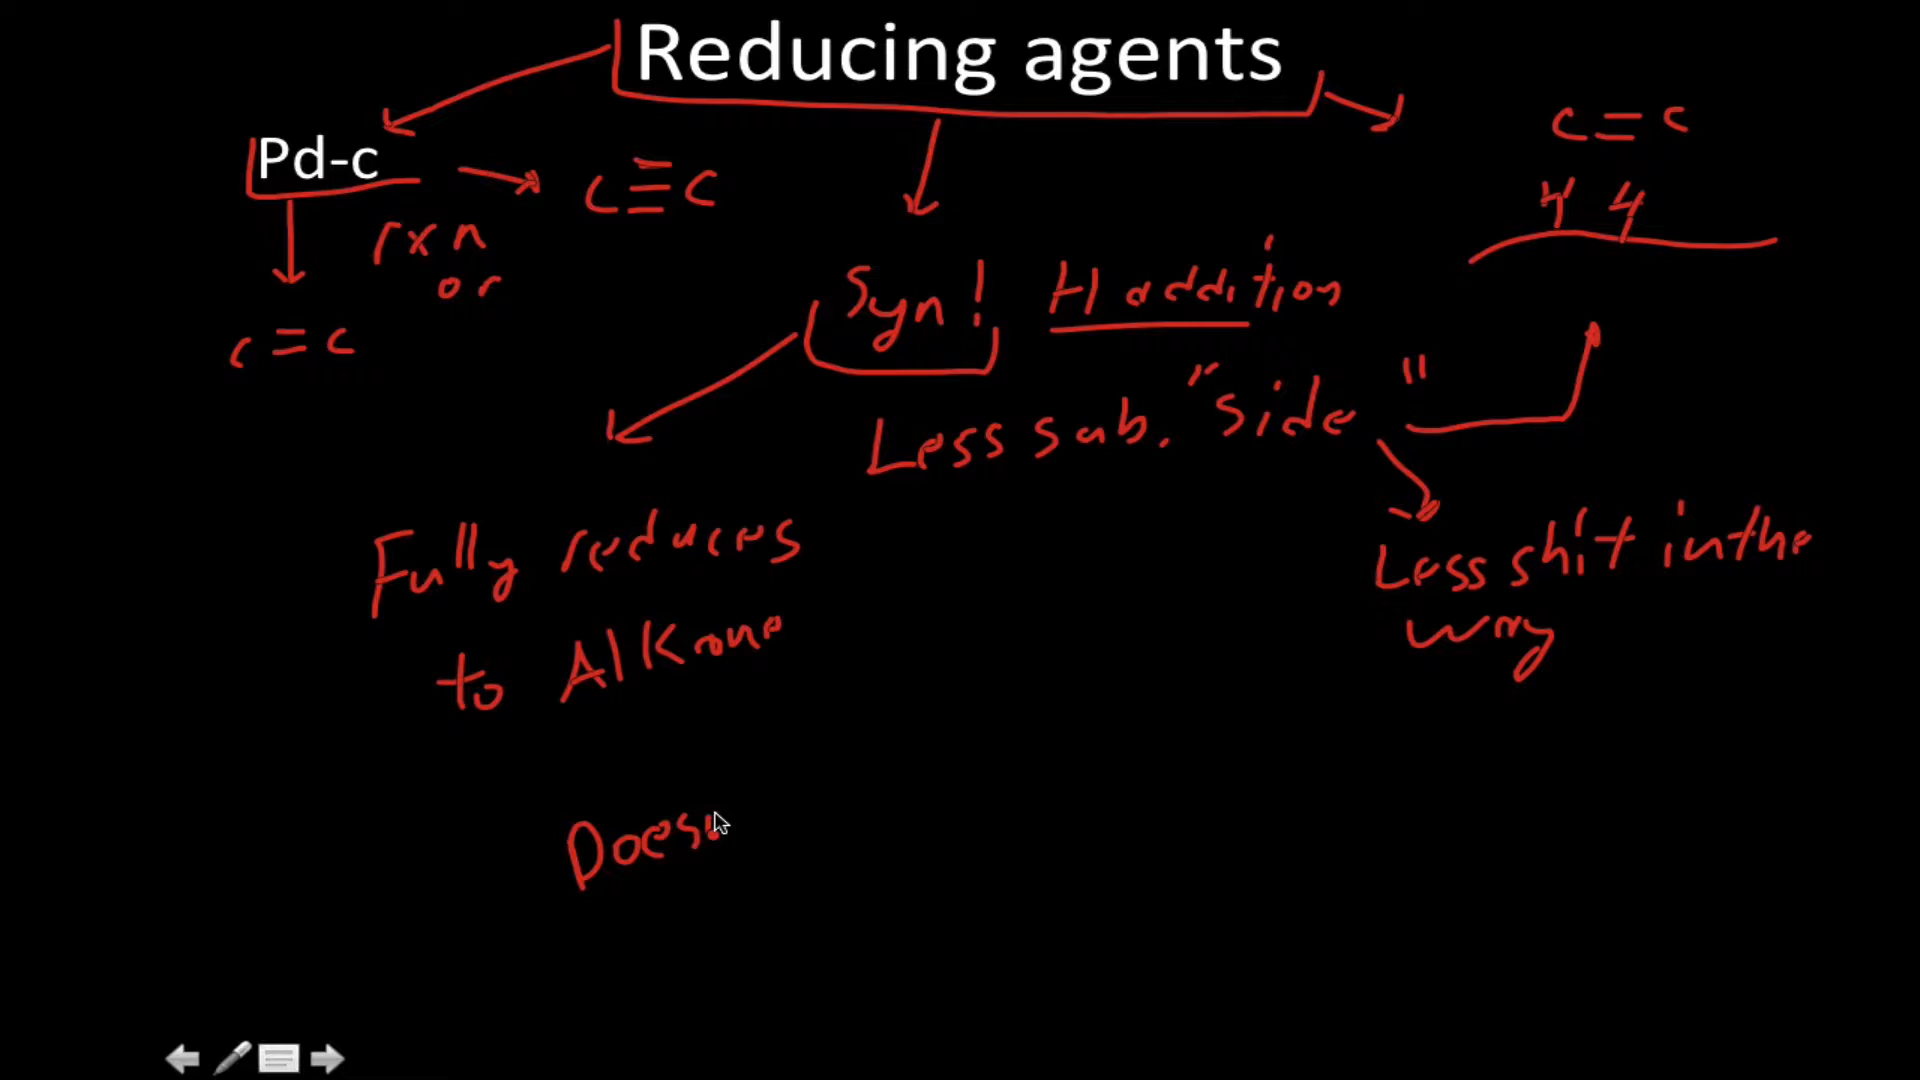 Reducing agents
Pd-c
C≡C
C=C
rxn
or
C=C
H H
Syn! H addition
Less sub. "side"
Fully reduces
to Alkane
Less shit in the
way
Does